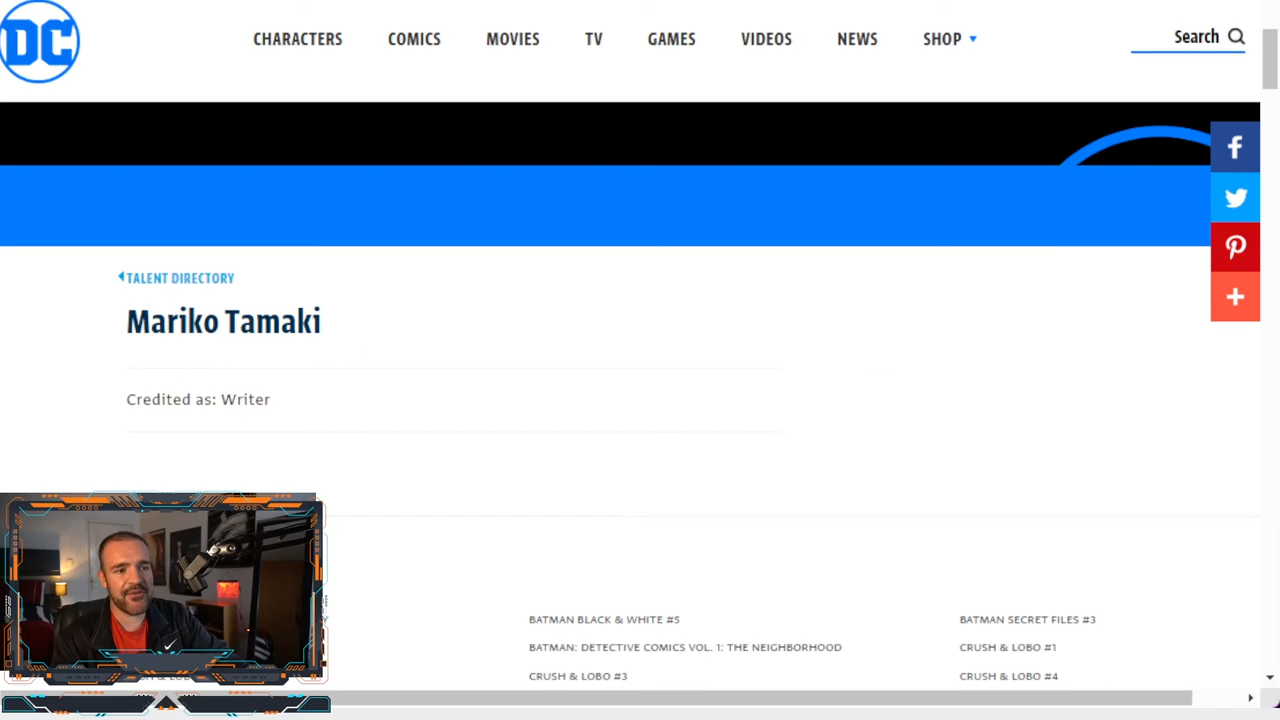 DC
CHARACTERS COMICS MOVIES TV GAMES VIDEOS NEWS SHOP Search
TALENT DIRECTORY
Mariko Tamaki
Credited as: Writer
BATMAN BLACK & WHITE #5 BATMAN SECRET FILES #3
BATMAN: DETECTIVE COMICS VOL. 1: THE NEIGHBORHOOD CRUSH & LOBO #1
CRUSH & LOBO #3 CRUSH & LOBO #4